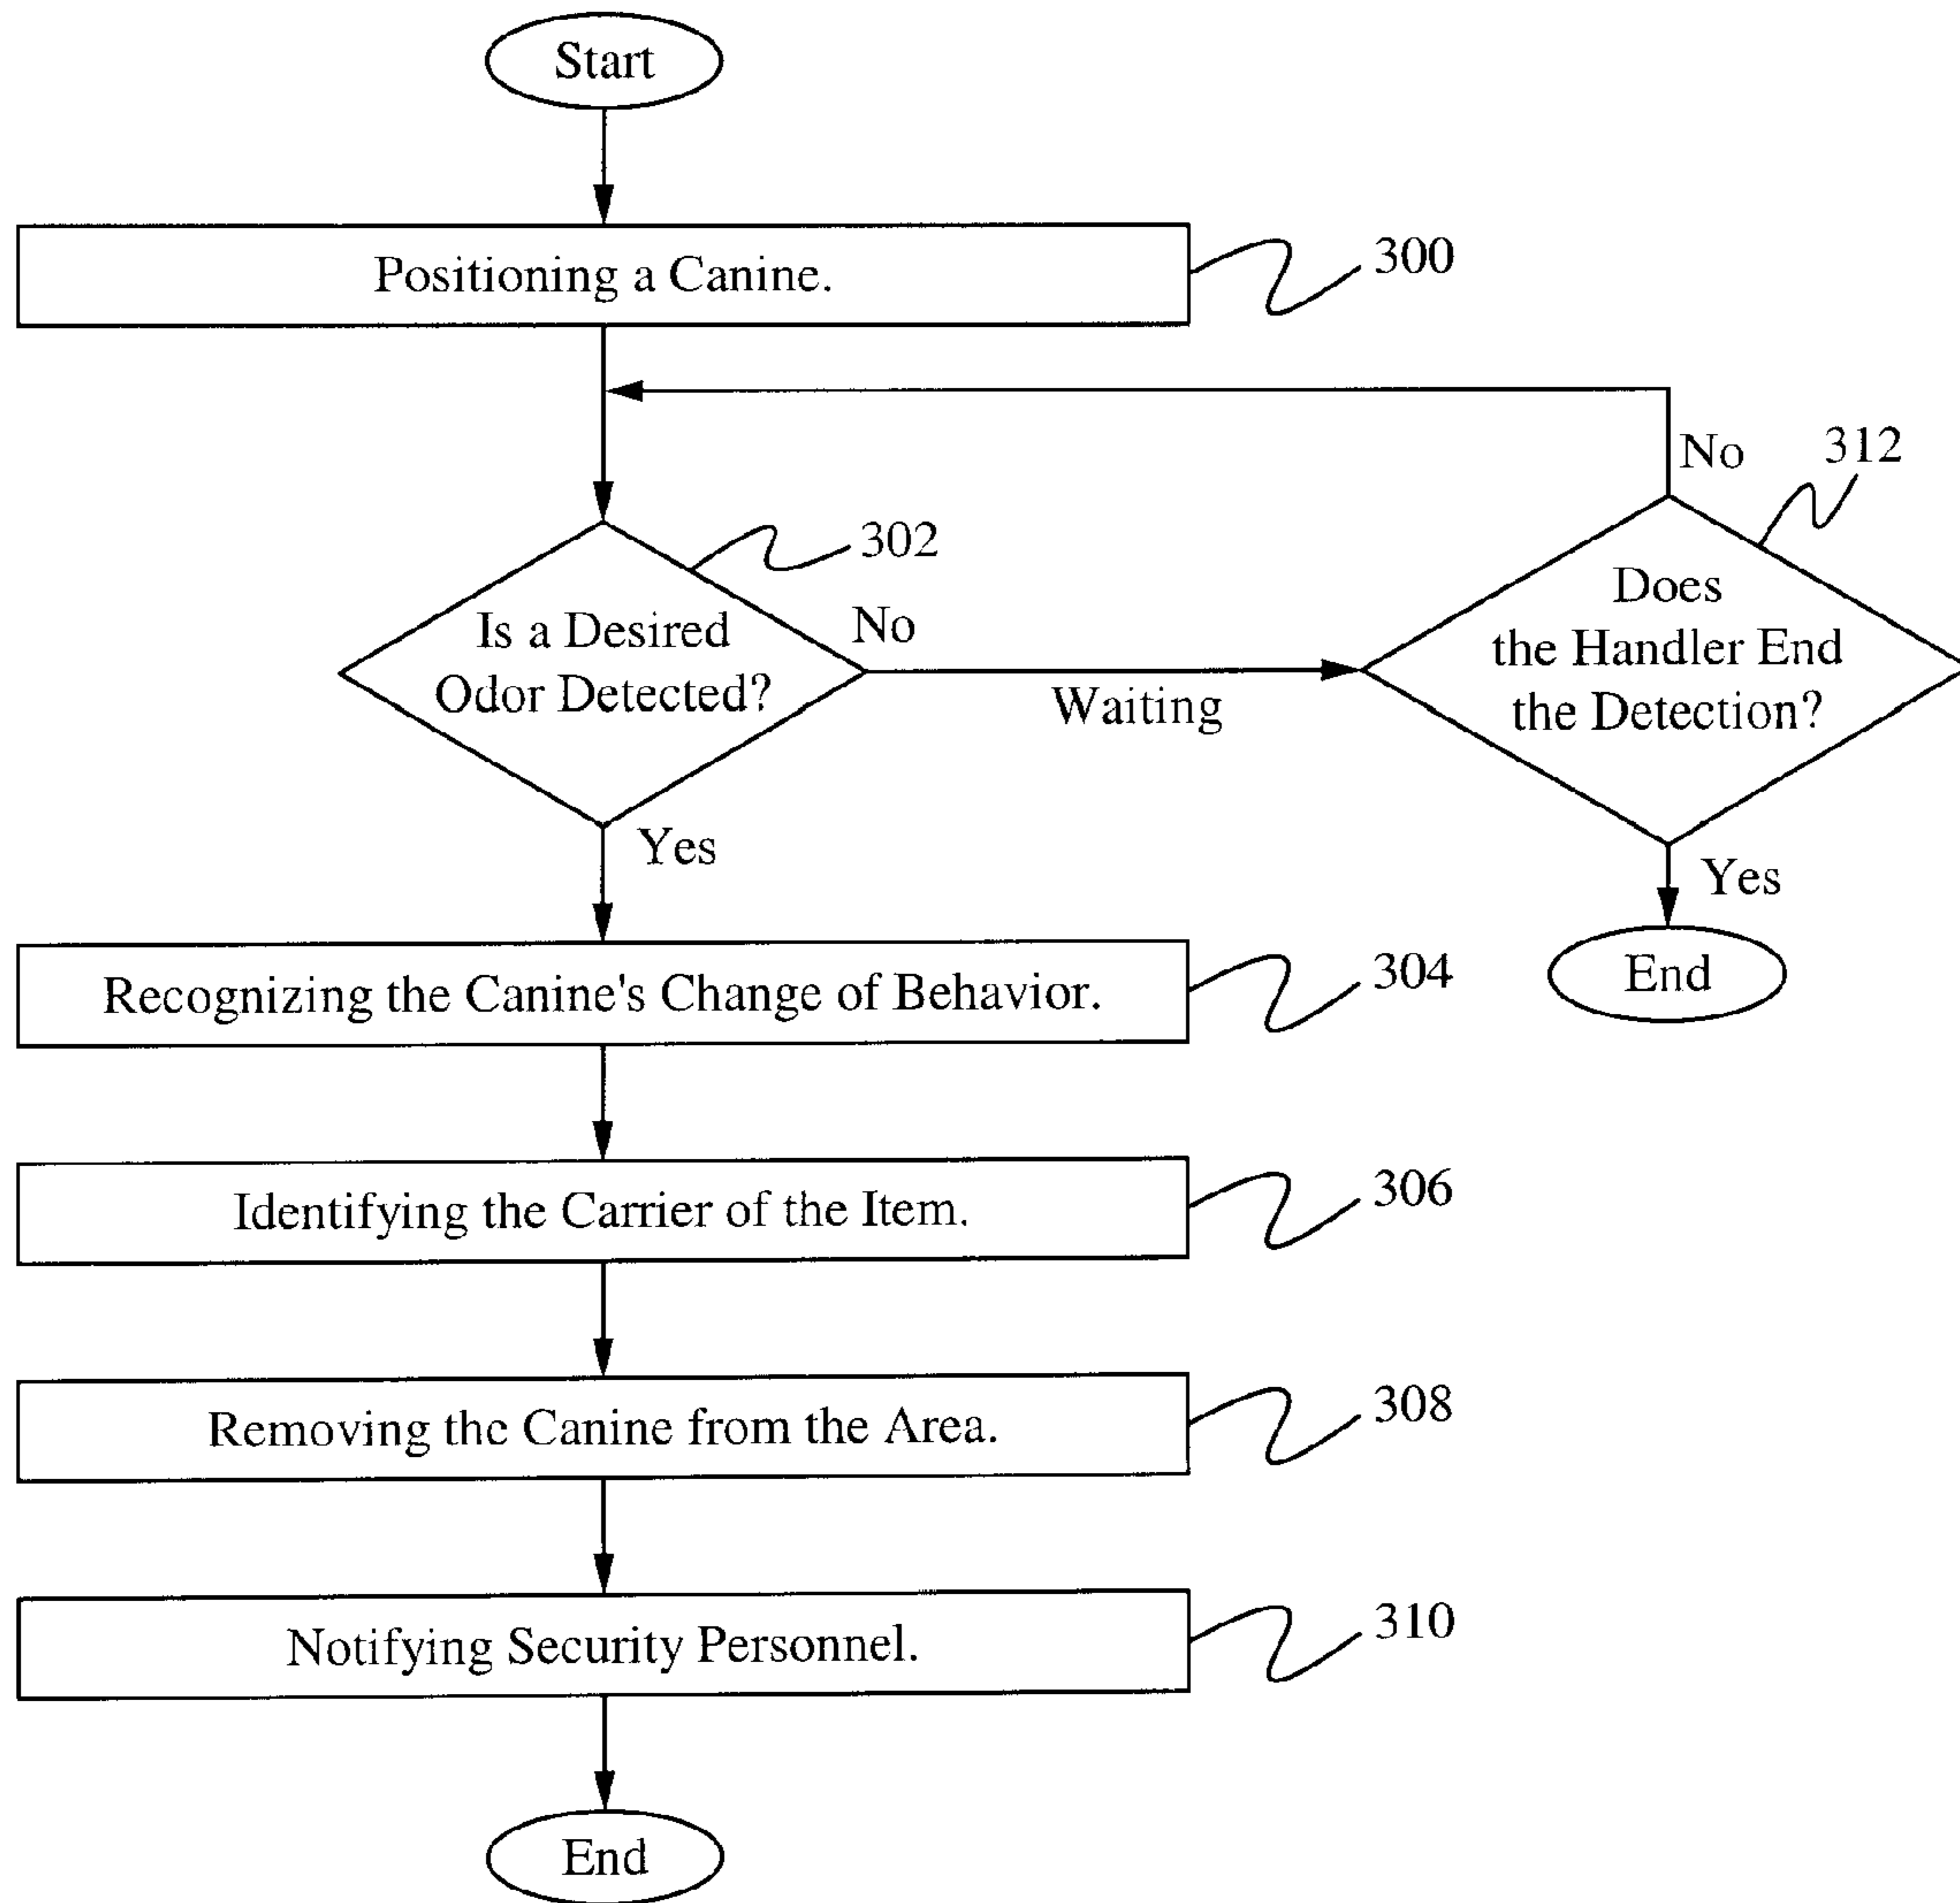 Start
Positioning a Canine.
300
No
312
302
Is a Desired
Odor Detected?
No
Waiting
Does
the Handler End
the Detection?
Yes
Yes
End
Recognizing the Canine's Change of Behavior.
304
Identifying the Carrier of the Item.
306
Removing the Canine from the Area.
308
Notifying Security Personnel.
310
End